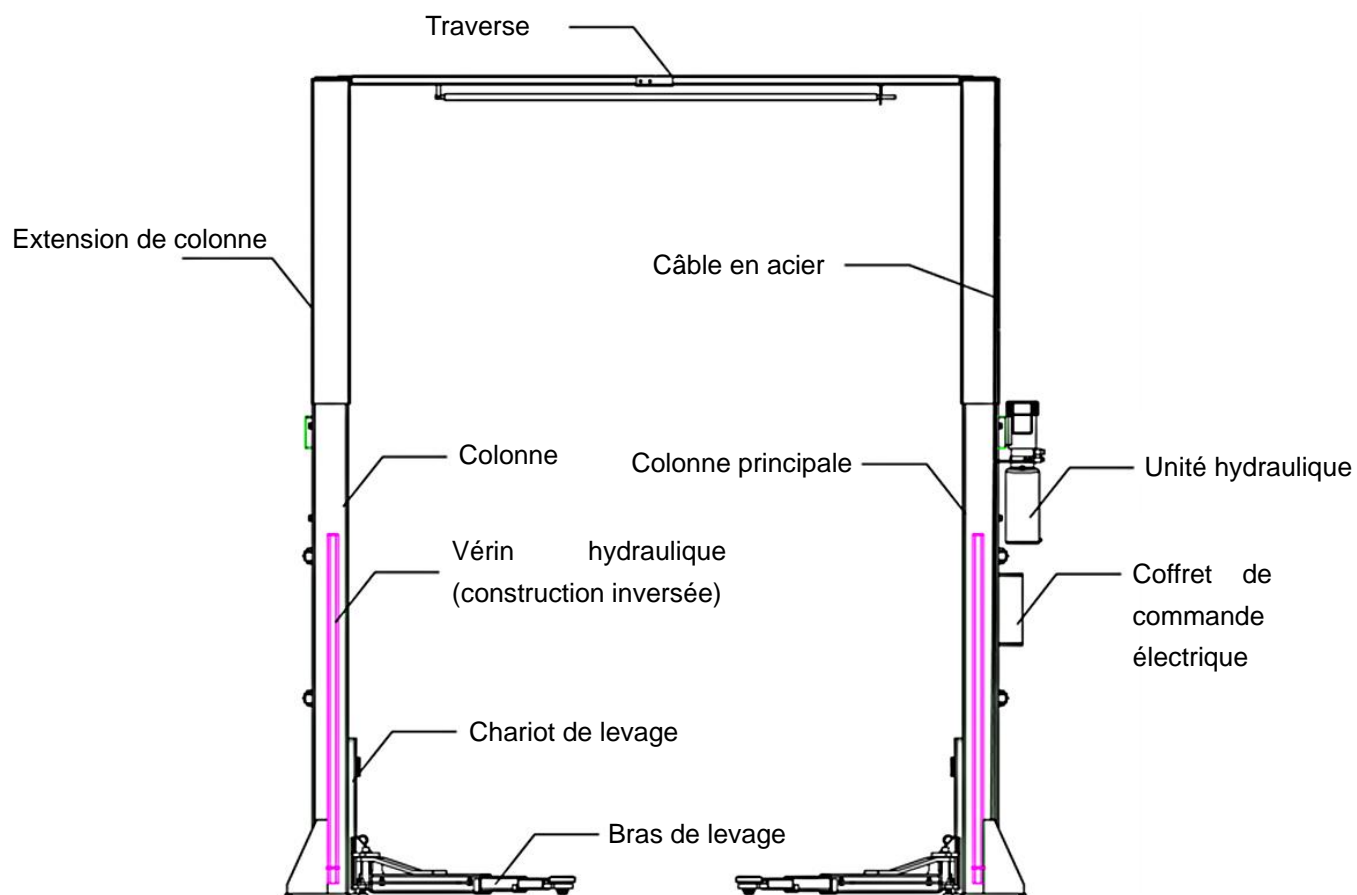 Traverse
Extension de colonne
Câble en acier
Colonne
Colonne principale
Unité hydraulique
Vérin hydraulique
(construction inversée)
Coffret de
commande
électrique
Chariot de levage
Bras de levage